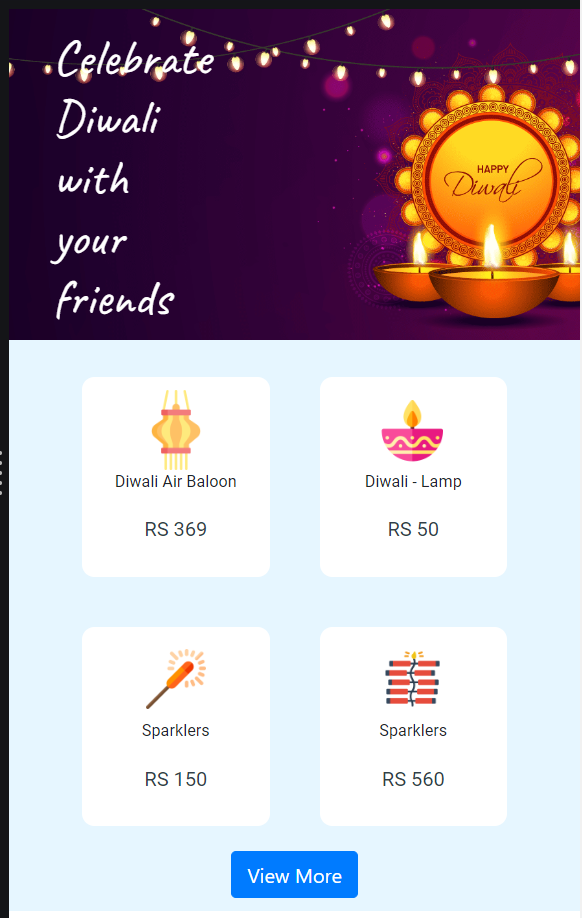 Celebrate
Diwali
with
your
friends
HAPPY
Diwali
Diwali Air Baloon
RS 369
Diwali - Lamp
RS 50
Sparklers
RS 150
Sparklers
RS 560
View More